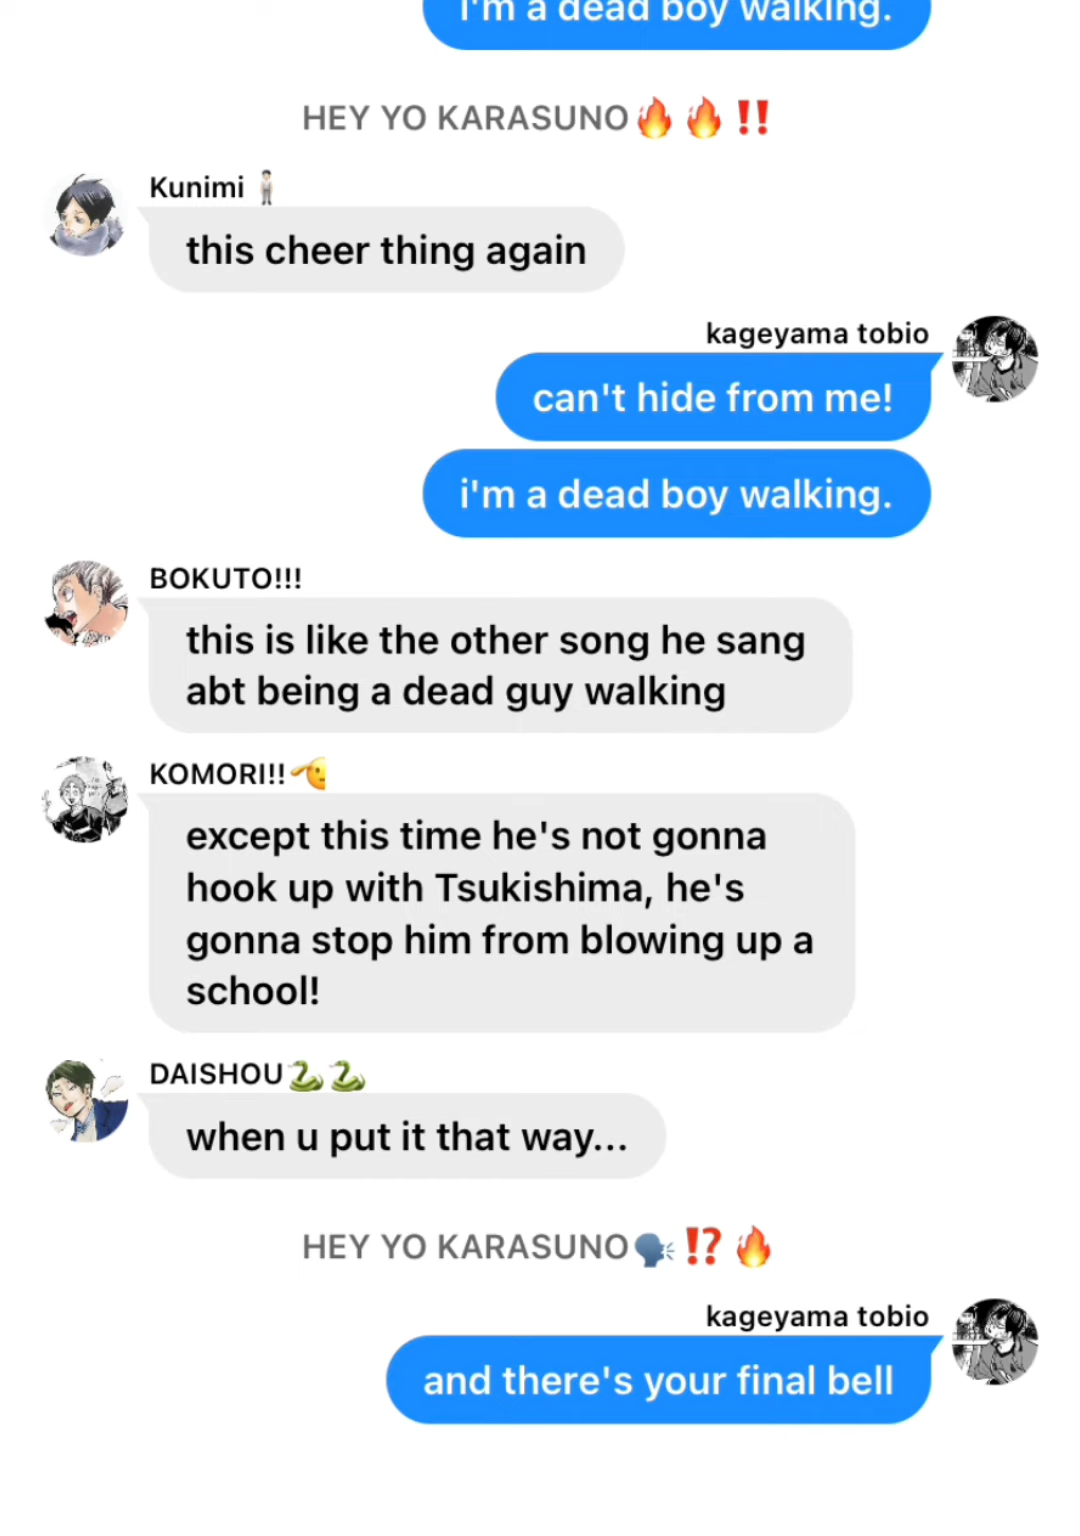 i'm a dead boy walking.
HEY YO KARASUNO🔥🔥‼️
Kunimi 🧍🏻
this cheer thing again
kageyama tobio
can't hide from me!
i'm a dead boy walking.
BOKUTO!!!
this is like the other song he sang
abt being a dead guy walking
KOMORI!!🫡
except this time he's not gonna
hook up with Tsukishima, he's
gonna stop him from blowing up a
school!
DAISHOU🐍🐍
when u put it that way...
HEY YO KARASUNO🗣️⁉️🔥
kageyama tobio
and there's your final bell